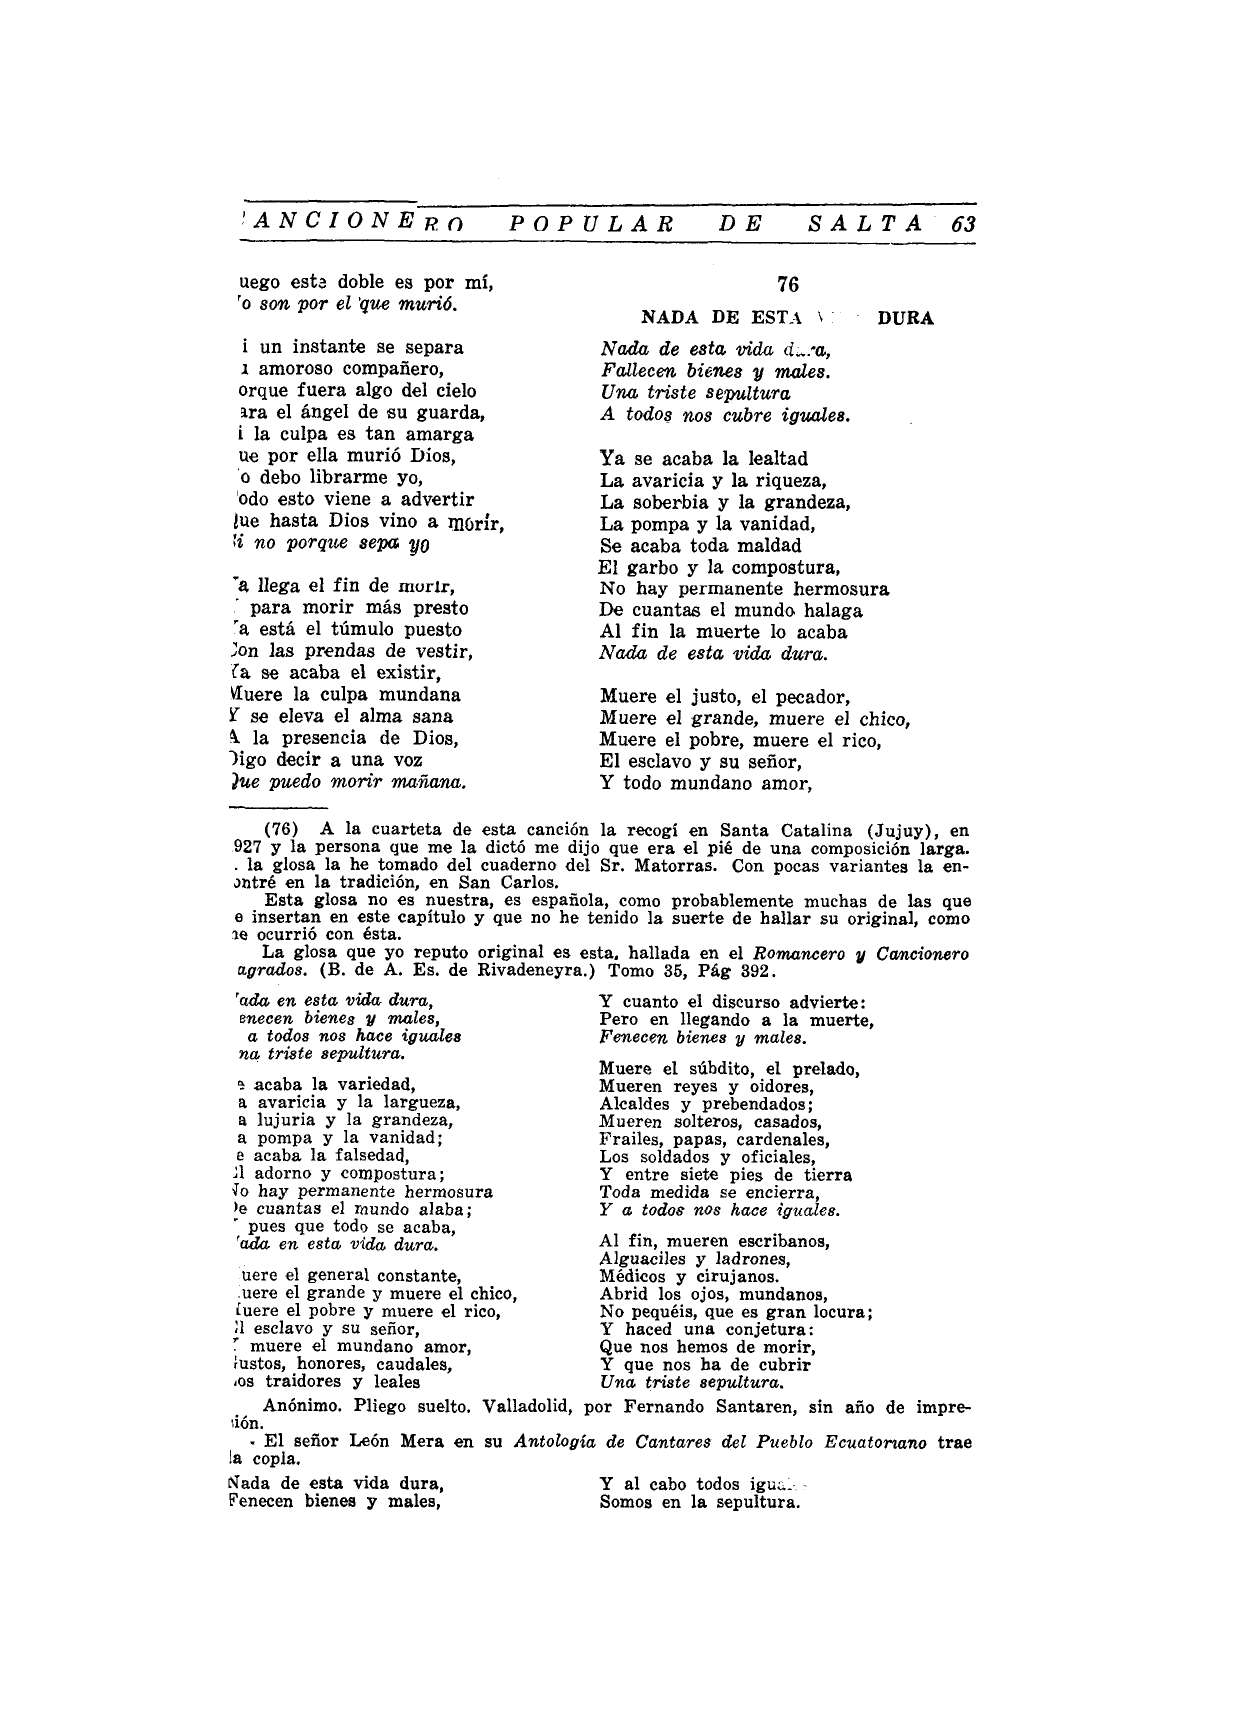 ANCIONERO POPULAR DE SALTA 63
uego este doble es por mí,
o son por el que murió.
i un instante se separa
amoroso compañero,
orque fuera algo del cielo
ara el ángel de su guarda,
i la culpa es tan amarga
ue por ella murió Dios,
o debo librarme yo,
odo esto viene a advertir
ue hasta Dios vino a morír,
i no porque sepa yo
a llega el fin de morir,
para morir más presto
a está el túmulo puesto
on las prendas de vestir,
Ya se acaba el existir,
Muere la culpa mundana
Y se eleva el alma sana
A la presencia de Dios,
igo decir a una voz
ue puedo morir mañana.
76
NADA DE ESTA V DURA
Nada de esta vida dura,
Fallecen bienes y males.
Una triste sepultura
A todos nos cubre iguales.
Ya se acaba la lealtad
La avaricia y la riqueza,
La soberbia y la grandeza,
La pompa y la vanidad,
Se acaba toda maldad
El garbo y la compostura,
No hay permanente hermosura
De cuantas el mundo halaga
Al fin la muerte lo acaba
Nada de esta vida dura.
Muere el justo, el pecador,
Muere el grande, muere el chico,
Muere el pobre, muere el rico,
El esclavo y su señor,
Y todo mundano amor,
(76) A la cuarteta de esta canción la recogí en Santa Catalina (Jujuy), en
927 y la persona que me la dictó me dijo que era el pié de una composición larga.
. la glosa la he tomado del cuaderno del Sr. Matorras. Con pocas variantes la en-
ontré en la tradición, en San Carlos.
Esta glosa no es nuestra, es española, como probablemente muchas de las que
e insertan en este capítulo y que no he tenido la suerte de hallar su original, como
ne ocurrió con ésta.
La glosa que yo reputo original es esta, hallada en el Romancero y Cancionero
agrados. (B. de A. Es. de Rivadeneyra.) Tomo 35, Pág 392.
ada en esta vida dura,
enecen bienes y males,
a todos nos hace iguales
na triste sepultura.
e acaba la variedad,
a avaricia y la largueza,
a lujuria y la grandeza,
a pompa y la vanidad;
e acaba la falsedad,
l adorno y compostura;
No hay permanente hermosura
e cuantas el mundo alaba;
pues que todo se acaba,
ada en esta vida dura.
uere el general constante,
uere el grande y muere el chico,
uere el pobre y muere el rico,
l esclavo y su señor,
muere el mundano amor,
ustos, honores, caudales,
os traidores y leales
Y cuanto el discurso advierte:
Pero en llegando a la muerte,
Fenecen bienes y males.
Muere el súbdito, el prelado,
Mueren reyes y oidores,
Alcaldes y prebendados;
Mueren solteros, casados,
Frailes, papas, cardenales,
Los soldados y oficiales,
Y entre siete pies de tierra
Toda medida se encierra,
Y a todos nos hace iguales.
Al fin, mueren escribanos,
Alguaciles y ladrones,
Médicos y cirujanos.
Abrid los ojos, mundanos,
No pequéis, que es gran locura;
Y haced una conjetura:
Que nos hemos de morir,
Y que nos ha de cubrir
Una triste sepultura.
Anónimo. Pliego suelto. Valladolid, por Fernando Santaren, sin año de impre-
sión.
El señor León Mera en su Antología de Cantares del Pueblo Ecuatoriano trae
la copla.
Nada de esta vida dura,
Fenecen bienes y males,
Y al cabo todos igua
Somos en la sepultura.